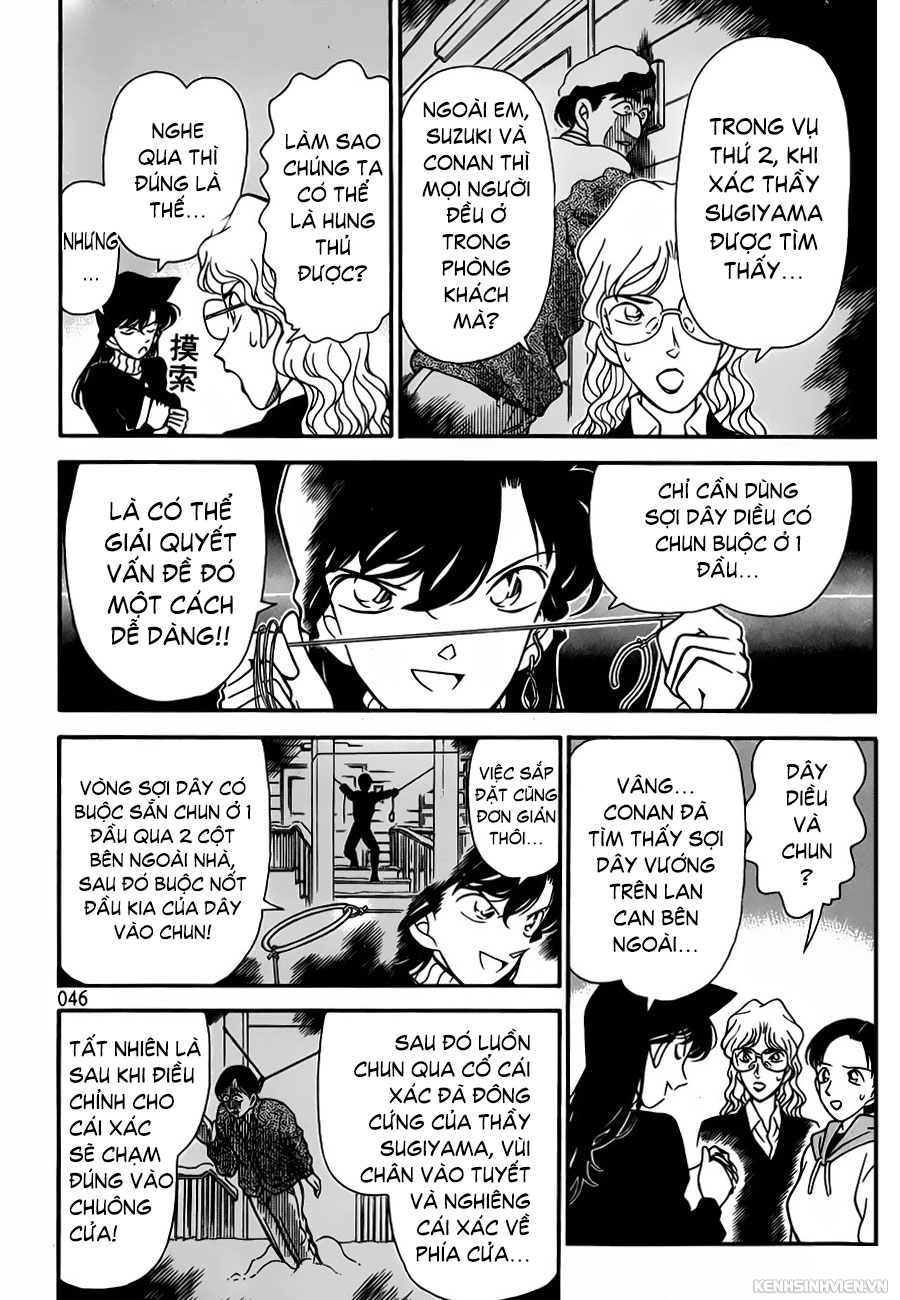 TRONG VỤ
THỨ 2, KHI
XÁC THẦY
SUGIYAMA
ĐƯỢC TÌM
THẤY...
NGOÀI EM,
SUZUKI VÀ
CONAN THÌ
MỌI NGƯỜI
ĐỀU Ở
TRONG
PHÒNG
KHÁCH
MÀ?
LÀM SAO
CHÚNG TA
CÓ THỂ
LÀ HUNG
THỦ
ĐƯỢC?
NGHE
QUA THÌ
ĐÚNG LÀ
THẾ...
NHƯNG
...
摸索
CHỈ CẦN DÙNG
SỢI DÂY DIỀU CÓ
CHUN BUỘC Ở 1
ĐẦU...
LÀ CÓ THỂ
GIẢI QUYẾT
VẤN ĐỀ ĐÓ
MỘT CÁCH
DỄ DÀNG!!
DÂY
DIỀU
VÀ
CHUN
?
VÂNG...
CONAN ĐÃ
TÌM THẤY SỢI
DÂY VƯỚNG
TRÊN LAN
CAN BÊN
NGOÀI...
VIỆC SẮP
ĐẶT CŨNG
ĐƠN GIÁN
THÔI...
VÒNG SỢI DÂY CÓ
BUỘC SẴN CHUN Ở 1
ĐẦU QUA 2 CỘT
BÊN NGOÀI NHÀ,
SAU ĐÓ BUỘC NỐT
ĐẦU KIA CỦA DÂY
VÀO CHUN!
046
SAU ĐÓ LUỒN
CHUN QUA CỔ CÁI
XÁC ĐÃ ĐÔNG
CỨNG CỦA THẦY
SUGIYAMA, VÙI
CHÂN VÀO TUYẾT
VÀ NGHIÊNG
CÁI XÁC VỀ
PHÍA CỬA...
TẤT NHIÊN LÀ
SAU KHI ĐIỀU
CHỈNH CHO
CÁI XÁC
SẼ CHẠM
ĐÚNG VÀO
CHUÔNG
CỬA!
KENHSINHVIEN.VN